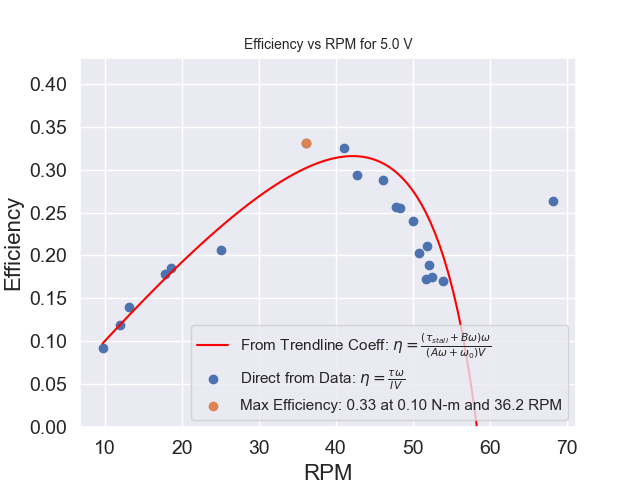 Efficiency vs RPM for 5.0 V
0.40
0.35
0.30
0.25
0.20
0.15
0.10
0.05
0.00
Efficiency
From Trendline Coeff: η = (τ_stall + Bω)ω / (Aω + ω_0)V
Direct from Data: η = τω / IV
Max Efficiency: 0.33 at 0.10 N-m and 36.2 RPM
10 20 30 40 50 60 70
RPM